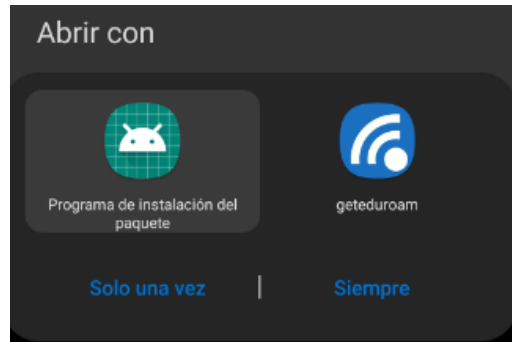 Abrir con
Programa de instalación del
paquete
geteduroam
Solo una vez
Siempre